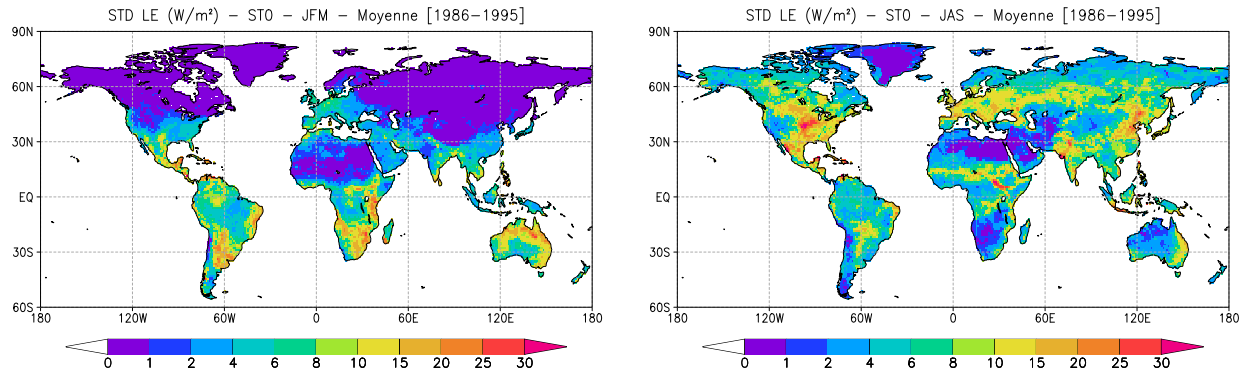 STD LE (W/m²) − STO − JFM − Moyenne [1986−1995]
90N
60N
30N
EQ
30S
60S
180 120W 60W 0 60E 120E 180
0 1 2 4 6 8 10 15 20 25 30
STD LE (W/m²) − STO − JAS − Moyenne [1986−1995]
90N
60N
30N
EQ
30S
60S
180 120W 60W 0 60E 120E 180
0 1 2 4 6 8 10 15 20 25 30